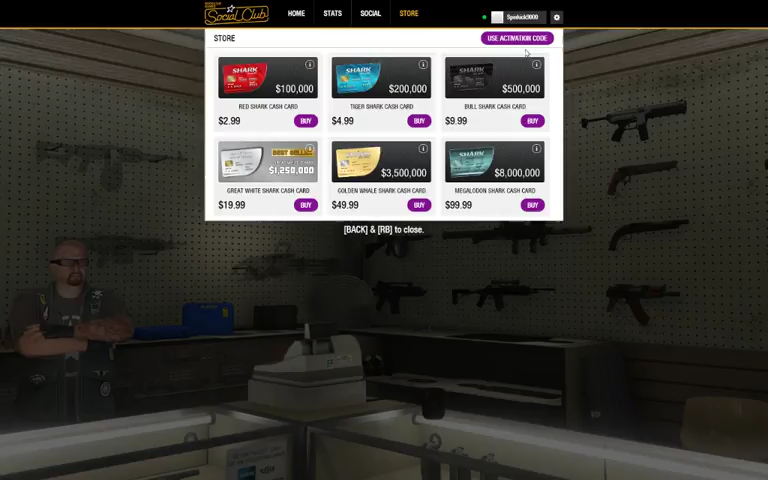 Social Club
HOME
STATS
SOCIAL
STORE
STORE
USE ACTIVATION CODE
SHARK
$100,000
RED SHARK CASH CARD
$2.99
BUY
SHARK
$200,000
TIGER SHARK CASH CARD
$4.99
BUY
SHARK
$500,000
BULL SHARK CASH CARD
$9.99
BUY
BEST SELLER
$1,250,000
GREAT WHITE SHARK CASH CARD
$19.99
BUY
$3,500,000
GOLDEN WHALE SHARK CASH CARD
$49.99
BUY
SHARK
$8,000,000
MEGALODON SHARK CASH CARD
$99.99
BUY
[BACK] & [RB] to close.